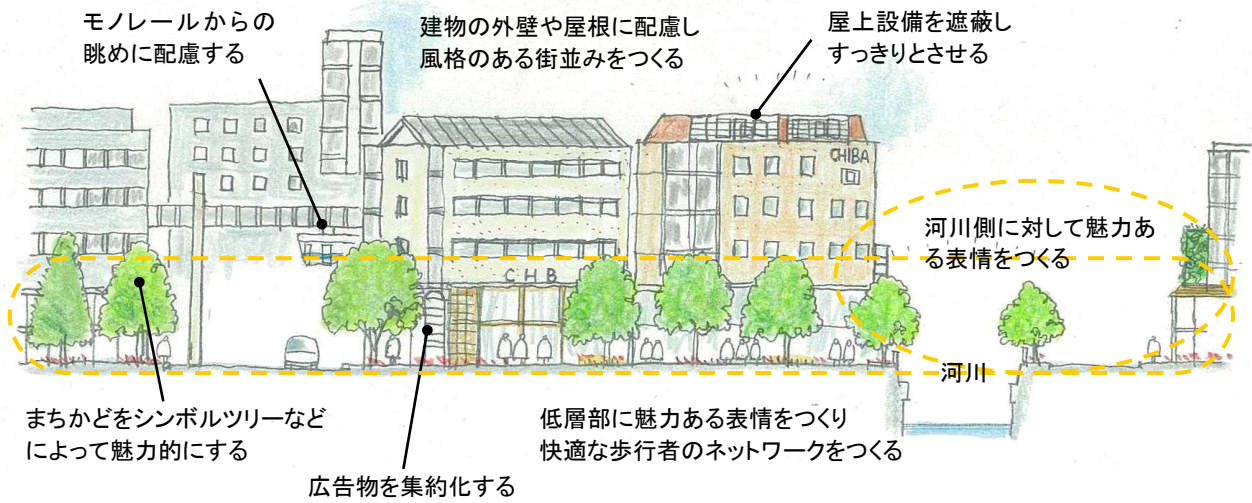 モノレールからの
眺めに配慮する
建物の外壁や屋根に配慮し
風格のある街並みをつくる
屋上設備を遮蔽し
すっきりとさせる
CHIBA
河川側に対して魅力あ
る表情をつくる
CHB
河川
まちかどをシンボルツリーなど
によって魅力的にする
低層部に魅力ある表情をつくり
快適な歩行者のネットワークをつくる
広告物を集約化する